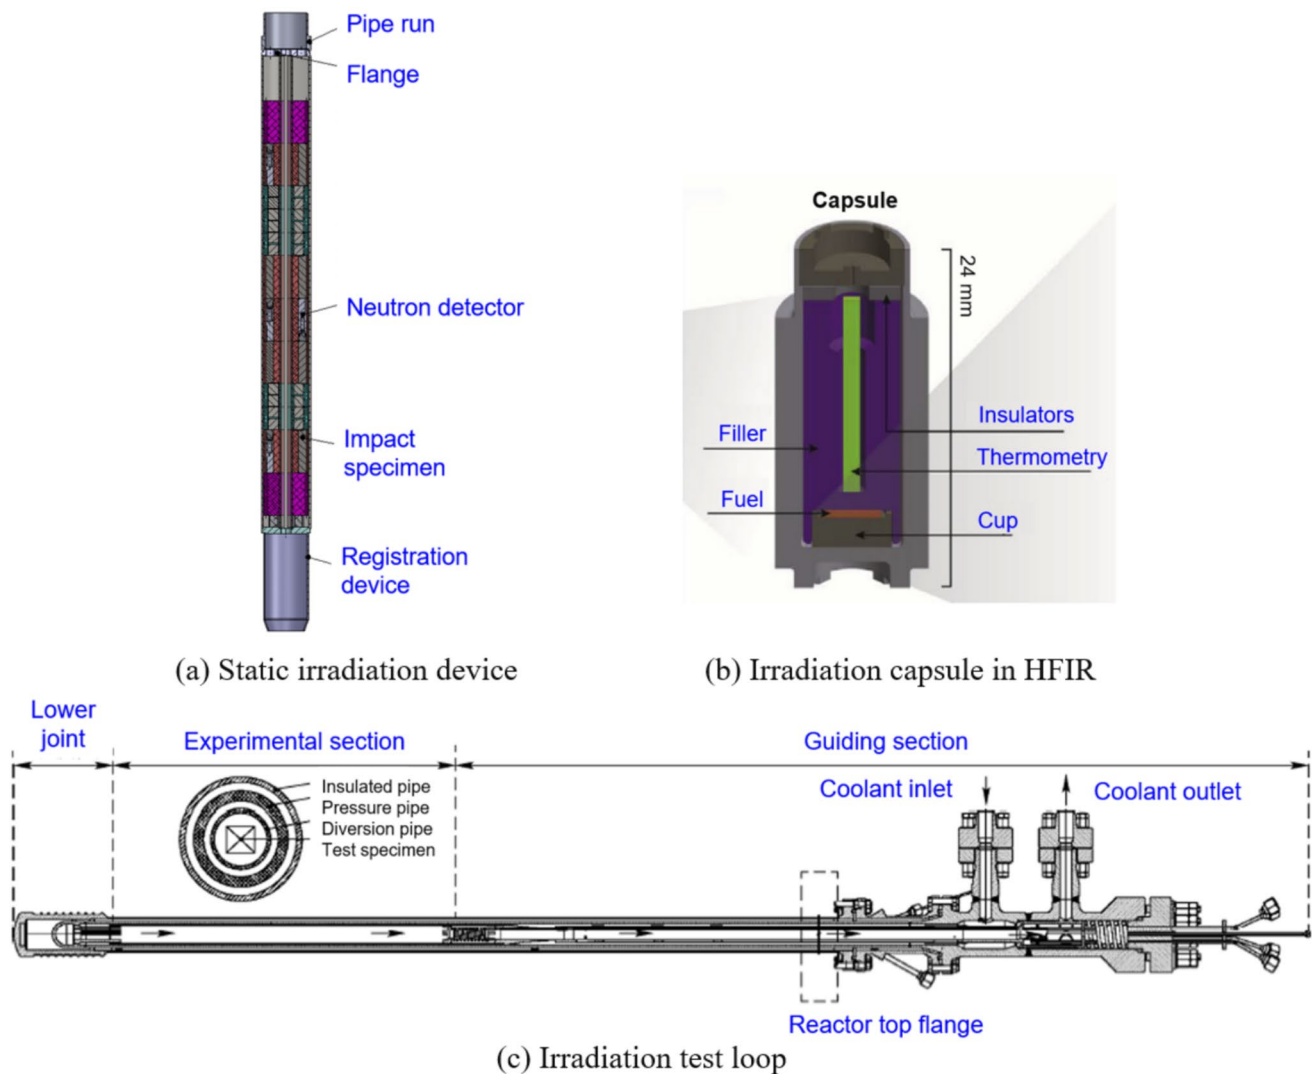 Pipe run
Flange
Neutron detector
Impact
specimen
Registration
device
(a) Static irradiation device
Capsule
24 mm
Insulators
Filler
Thermometry
Fuel
Cup
(b) Irradiation capsule in HFIR
Lower
joint
Experimental section
Guiding section
Insulated pipe
Pressure pipe
Diversion pipe
Test specimen
Coolant inlet
Coolant outlet
Reactor top flange
(c) Irradiation test loop